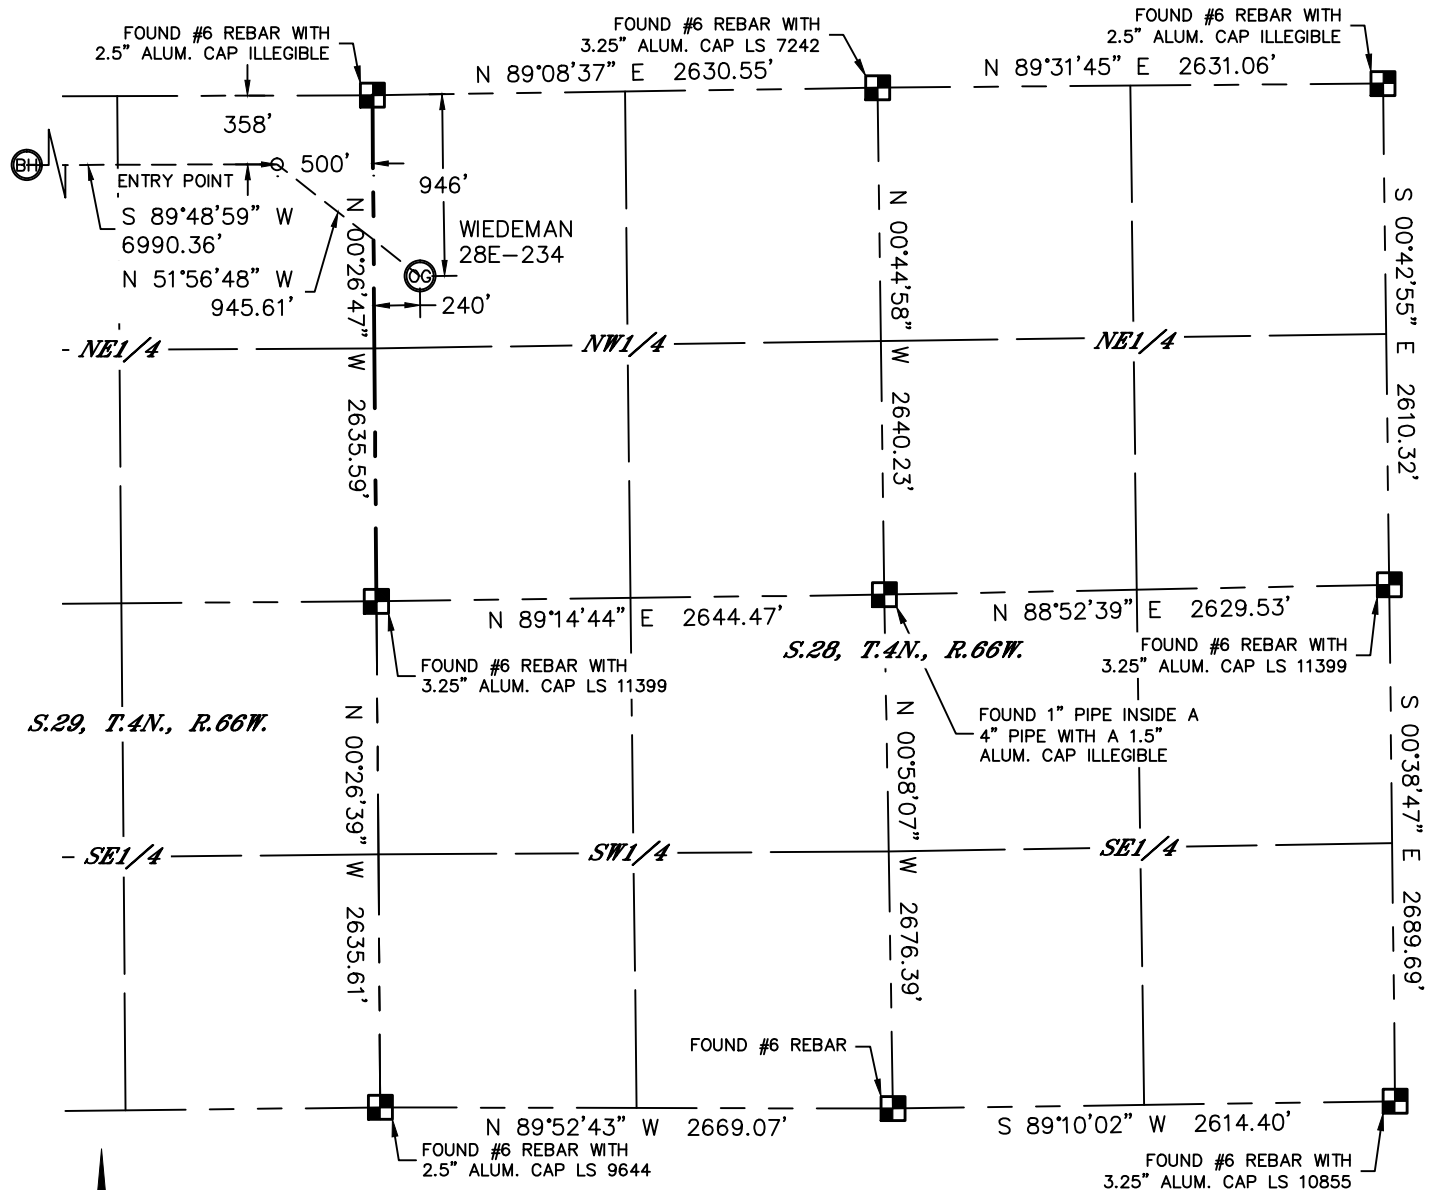 FOUND #6 REBAR WITH
2.5" ALUM. CAP ILLEGIBLE
FOUND #6 REBAR WITH
3.25" ALUM. CAP LS 7242
FOUND #6 REBAR WITH
2.5" ALUM. CAP ILLEGIBLE
N 89°08'37" E 2630.55'
N 89°31'45" E 2631.06'
358'
BH
500'
ENTRY POINT
946'
S 89°48'59" W
6990.36'
N 51°56'48" W
945.61'
WIEDEMAN
28E-234
OG
240'
N 00°26'47" W 2635.59'
N 00°44'58" W 2640.23'
S 00°42'55" E 2610.32'
NE1/4
NW1/4
NE1/4
N 89°14'44" E 2644.47'
N 88°52'39" E 2629.53'
S.28, T.4N., R.66W.
FOUND #6 REBAR WITH
3.25" ALUM. CAP LS 11399
FOUND #6 REBAR WITH
3.25" ALUM. CAP LS 11399
S.29, T.4N., R.66W.
FOUND 1" PIPE INSIDE A
4" PIPE WITH A 1.5"
ALUM. CAP ILLEGIBLE
N 00°26'39" W 2635.61'
N 00°58'07" W 2676.39'
S 00°38'47" E 2689.69'
SE1/4
SW1/4
SE1/4
FOUND #6 REBAR
N 89°52'43" W 2669.07'
S 89°10'02" W 2614.40'
FOUND #6 REBAR WITH
2.5" ALUM. CAP LS 9644
FOUND #6 REBAR WITH
3.25" ALUM. CAP LS 10855